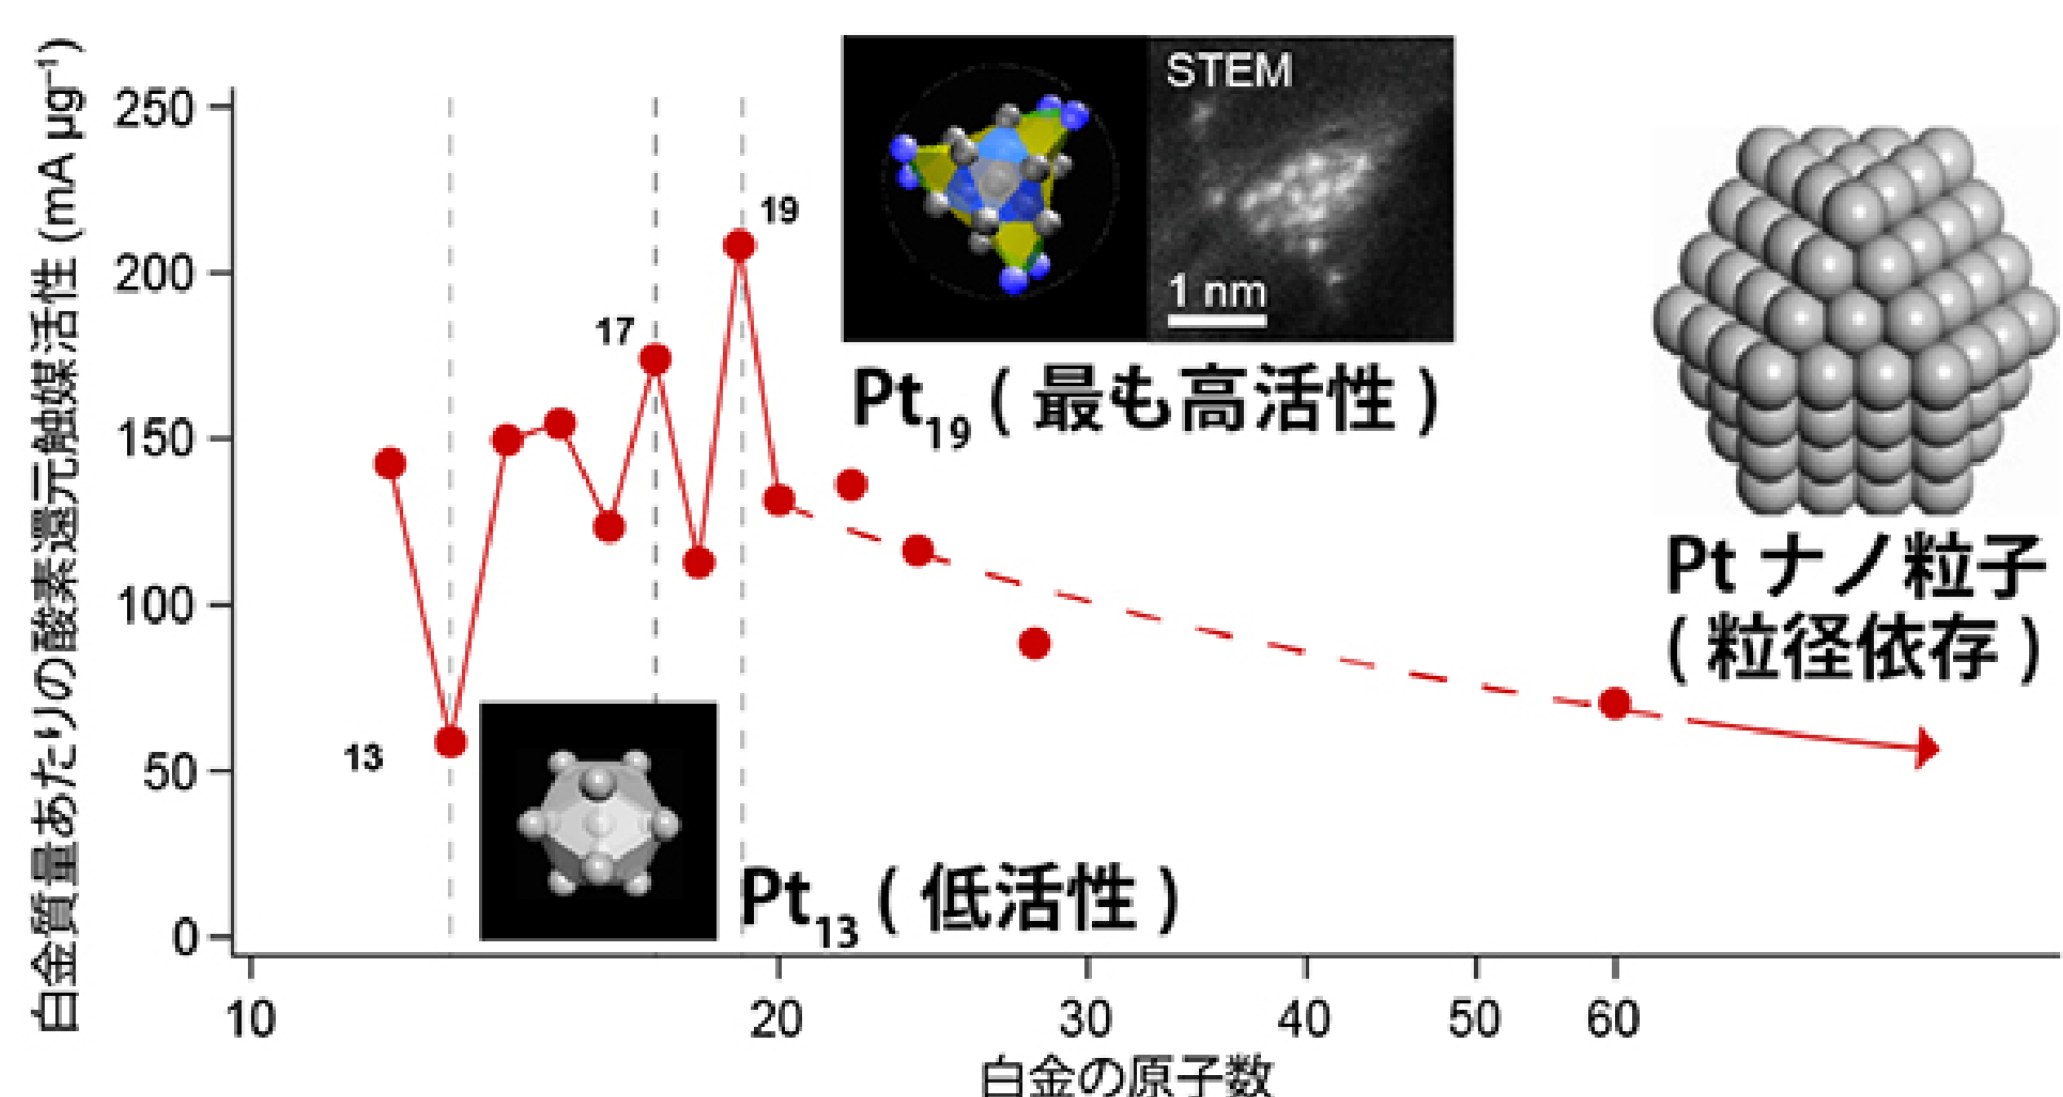 白金質量あたりの酸素還元触媒活性 (mA μg⁻¹)
250
200
150
100
50
0
13
17
19
STEM
1 nm
Pt₁₉ ( 最も高活性 )
Pt₁₃ ( 低活性 )
Pt ナノ粒子
( 粒径依存 )
10 20 30 40 50 60
白金の原子数